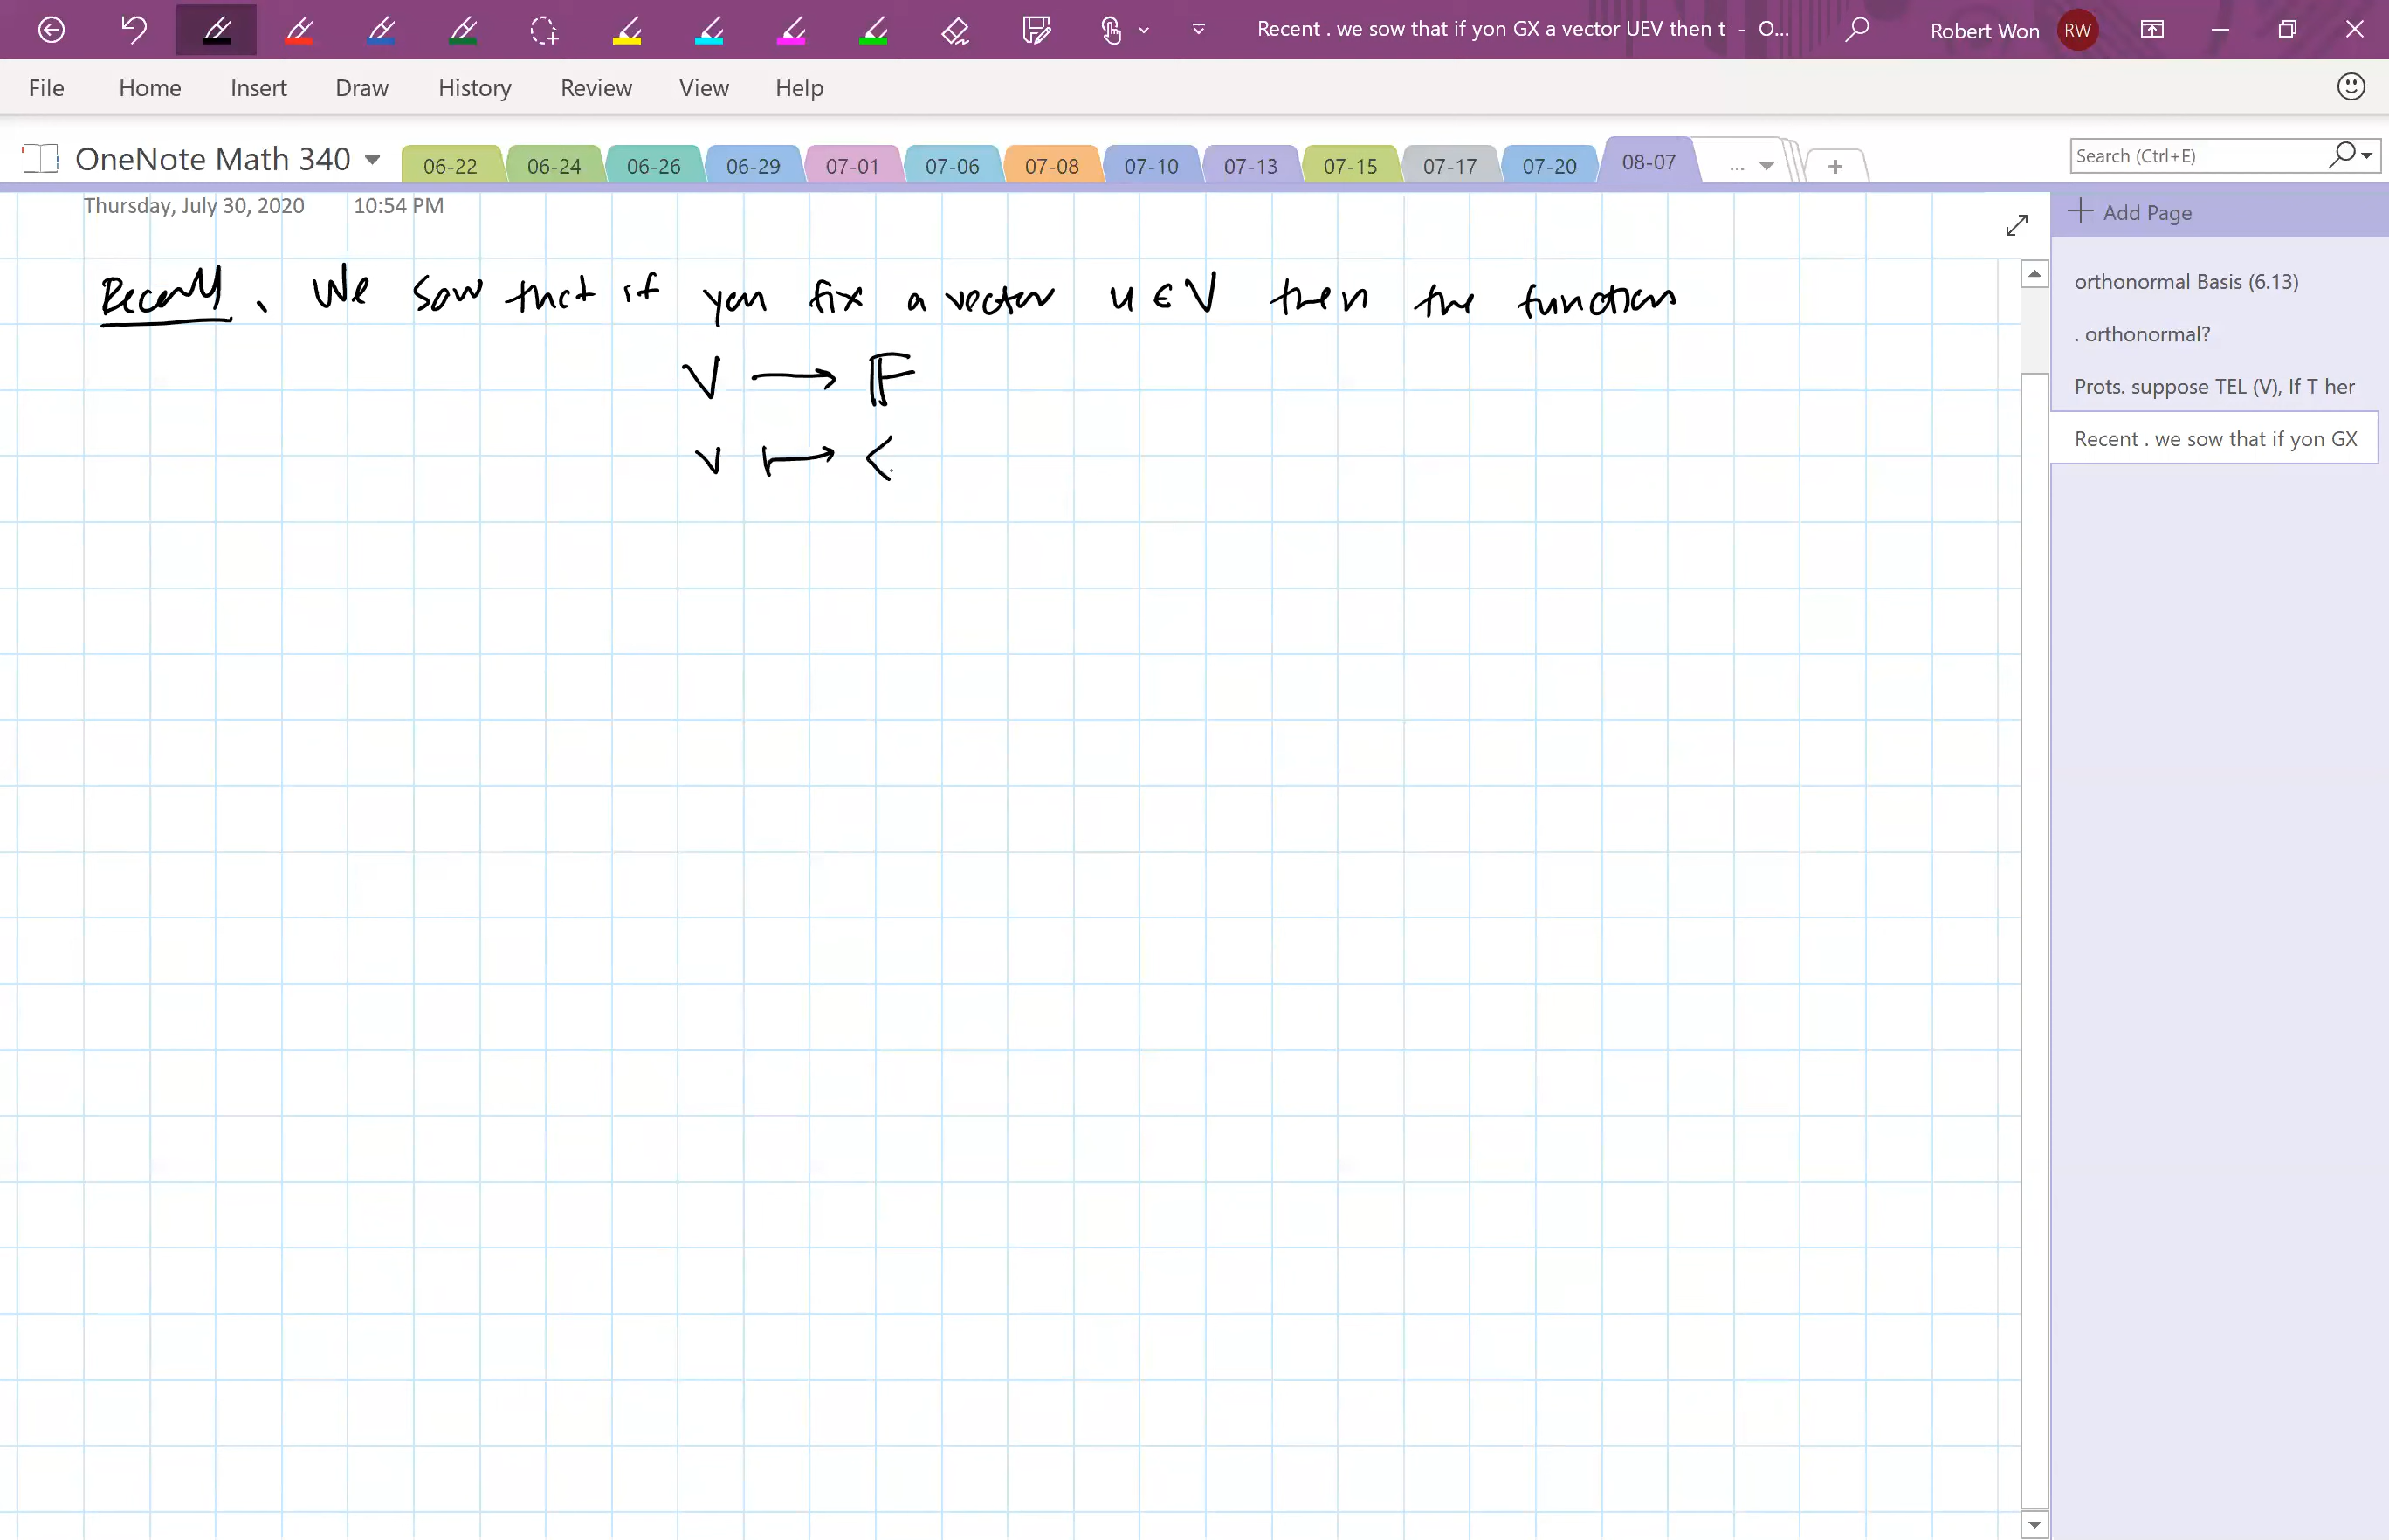 Recent . we sow that if yon GX a vector UEV then t - O...
Robert Won RW
File Home Insert Draw History Review View Help
OneNote Math 340
06-22 06-24 06-26 06-29 07-01 07-06 07-08 07-10 07-13 07-15 07-17 07-20 08-07 ... +
Search (Ctrl+E)
Thursday, July 30, 2020 10:54 PM
Add Page
orthonormal Basis (6.13)
. orthonormal?
Prots. suppose TEL (V), If T her
Recent . we sow that if yon GX
Recall. We saw that if you fix a vector u ∈ V then the function
V ⟶ 𝔽
v ⟼ <